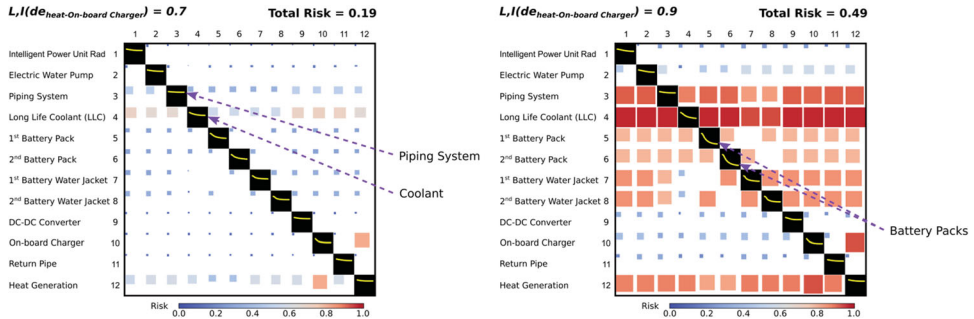 L,I(de_heat-On-board Charger) = 0.7 Total Risk = 0.19
1 2 3 4 5 6 7 8 9 10 11 12
Intelligent Power Unit Rad 1
Electric Water Pump 2
Piping System 3
Long Life Coolant (LLC) 4
1st Battery Pack 5
2nd Battery Pack 6
1st Battery Water Jacket 7
2nd Battery Water Jacket 8
DC-DC Converter 9
On-board Charger 10
Return Pipe 11
Heat Generation 12
Piping System
Coolant
Risk
0.0 0.2 0.4 0.6 0.8 1.0
L,I(de_heat-On-board Charger) = 0.9 Total Risk = 0.49
1 2 3 4 5 6 7 8 9 10 11 12
Intelligent Power Unit Rad 1
Electric Water Pump 2
Piping System 3
Long Life Coolant (LLC) 4
1st Battery Pack 5
2nd Battery Pack 6
1st Battery Water Jacket 7
2nd Battery Water Jacket 8
DC-DC Converter 9
On-board Charger 10
Return Pipe 11
Heat Generation 12
Battery Packs
Risk
0.0 0.2 0.4 0.6 0.8 1.0